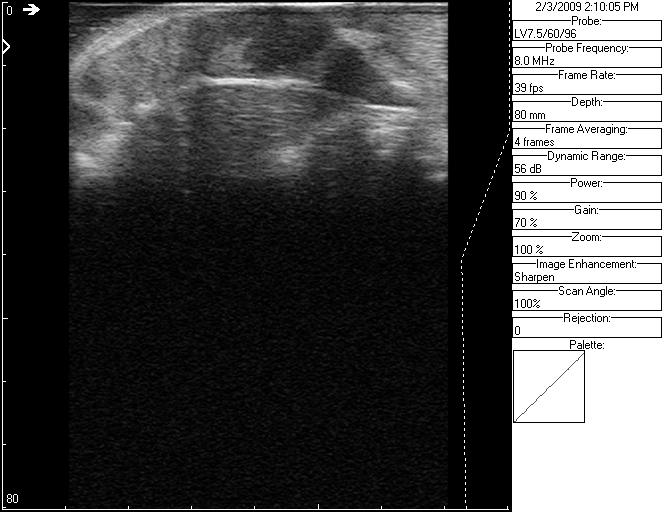 0
80
2/3/2009 2:10:05 PM
Probe:
LV7.5/60/96
Probe Frequency:
8.0 MHz
Frame Rate:
39 fps
Depth:
80 mm
Frame Averaging:
4 frames
Dynamic Range:
56 dB
Power:
90 %
Gain:
70 %
Zoom:
100 %
Image Enhancement:
Sharpen
Scan Angle:
100%
Rejection:
0
Palette: